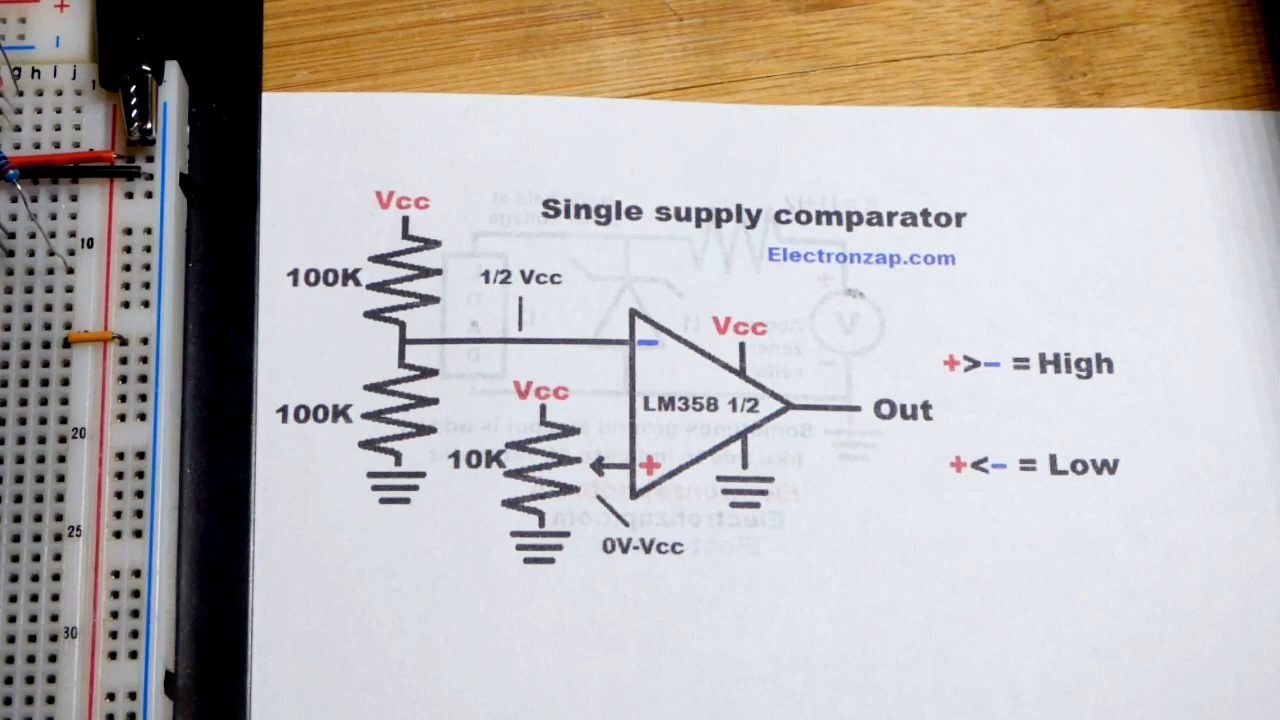 +
g h i j
1
10
20
25
30
Single supply comparator
Electronzap.com
Vcc
100K
1/2 Vcc
100K
Vcc
10K
−
+
LM358 1/2
Vcc
Out
0V-Vcc
+>− = High
+<− = Low